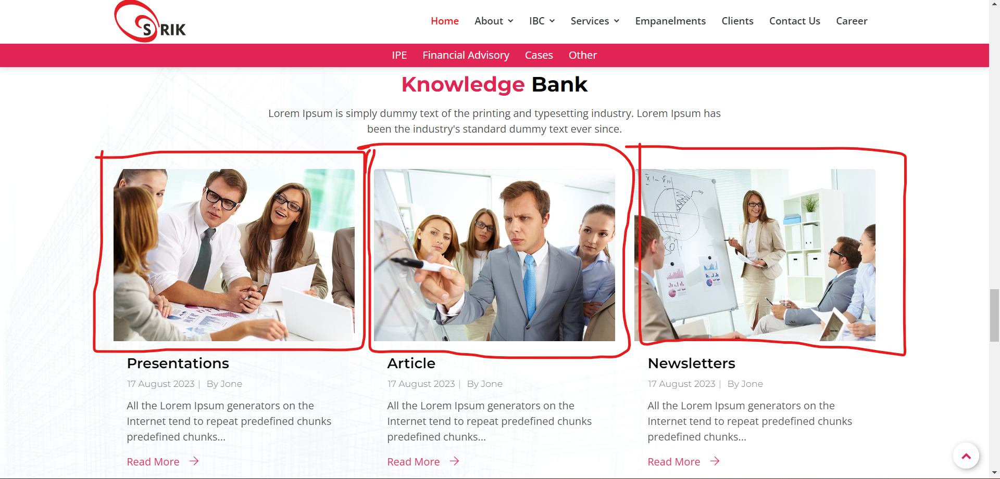 SRIK
Home About IBC Services Empanelments Clients Contact Us Career
IPE Financial Advisory Cases Other
Knowledge Bank
Lorem Ipsum is simply dummy text of the printing and typesetting industry. Lorem Ipsum has
been the industry's standard dummy text ever since.
Presentations
17 August 2023 | By Jone
All the Lorem Ipsum generators on the
Internet tend to repeat predefined chunks
predefined chunks...
Read More
Article
17 August 2023 | By Jone
All the Lorem Ipsum generators on the
Internet tend to repeat predefined chunks
predefined chunks...
Read More
Newsletters
17 August 2023 | By Jone
All the Lorem Ipsum generators on the
Internet tend to repeat predefined chunks
predefined chunks...
Read More